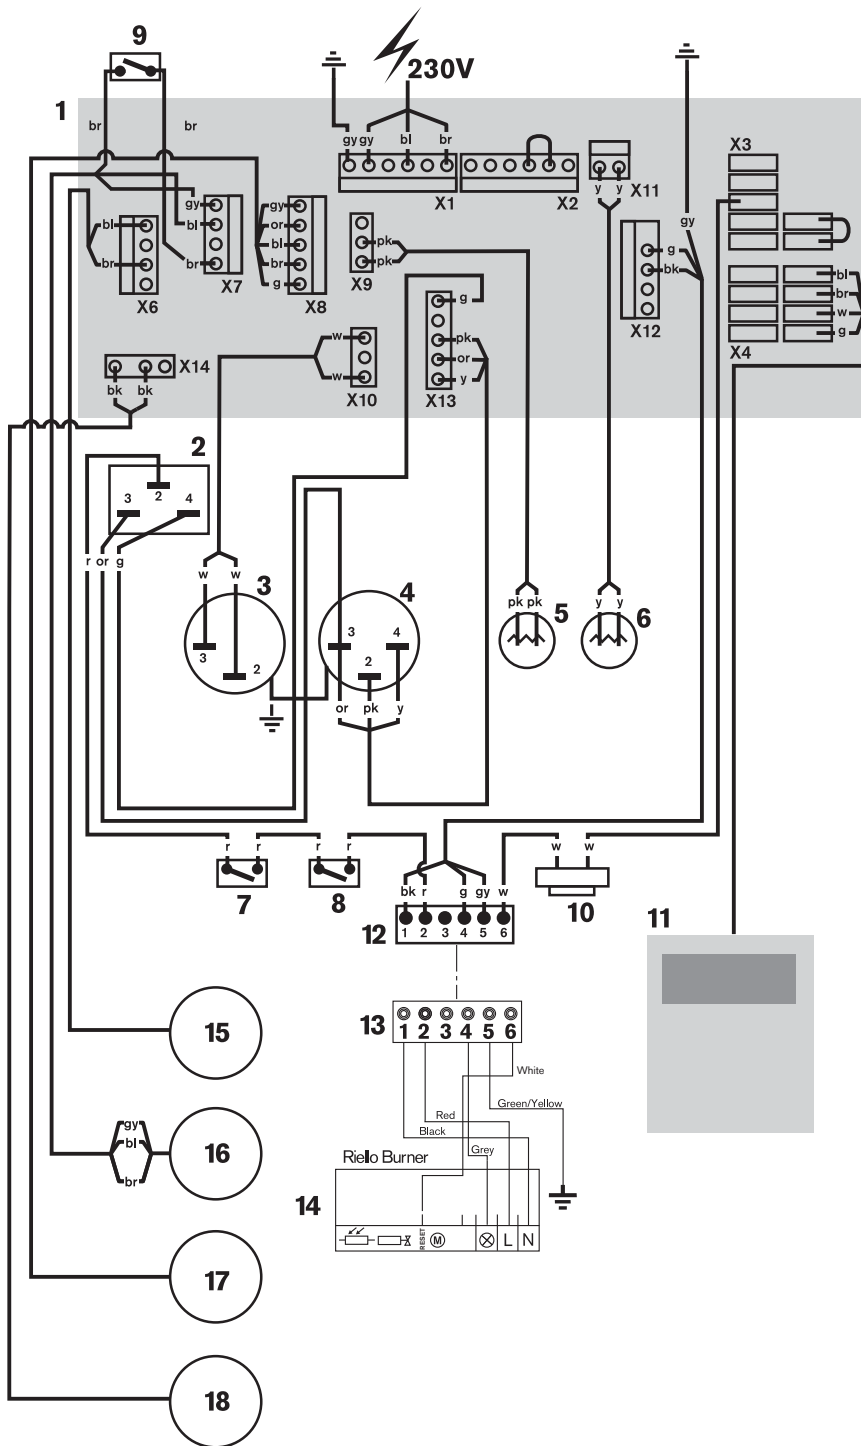 9
230V
1
br
br
gy
gy
bl
br
X1
X2
y
y
X11
X3
gy
gy
bl
br
X7
bl
br
X6
gy
or
bl
br
g
X8
pk
pk
X9
g
pk
or
y
X13
g
bk
X12
bl
br
w
g
X4
X14
bk
bk
w
w
X10
2
3
2
4
r
or
g
w
w
3
3
2
4
3
4
2
or
pk
y
pk
pk
5
y
y
6
r
r
r
r
7
8
bk
r
g
gy
w
w
w
10
11
12
1
2
3
4
5
6
13
1
2
3
4
5
6
White
Green/Yellow
Red
Black
Grey
Riello Burner
14
RESET
M
L
N
15
gy
bl
br
16
17
18